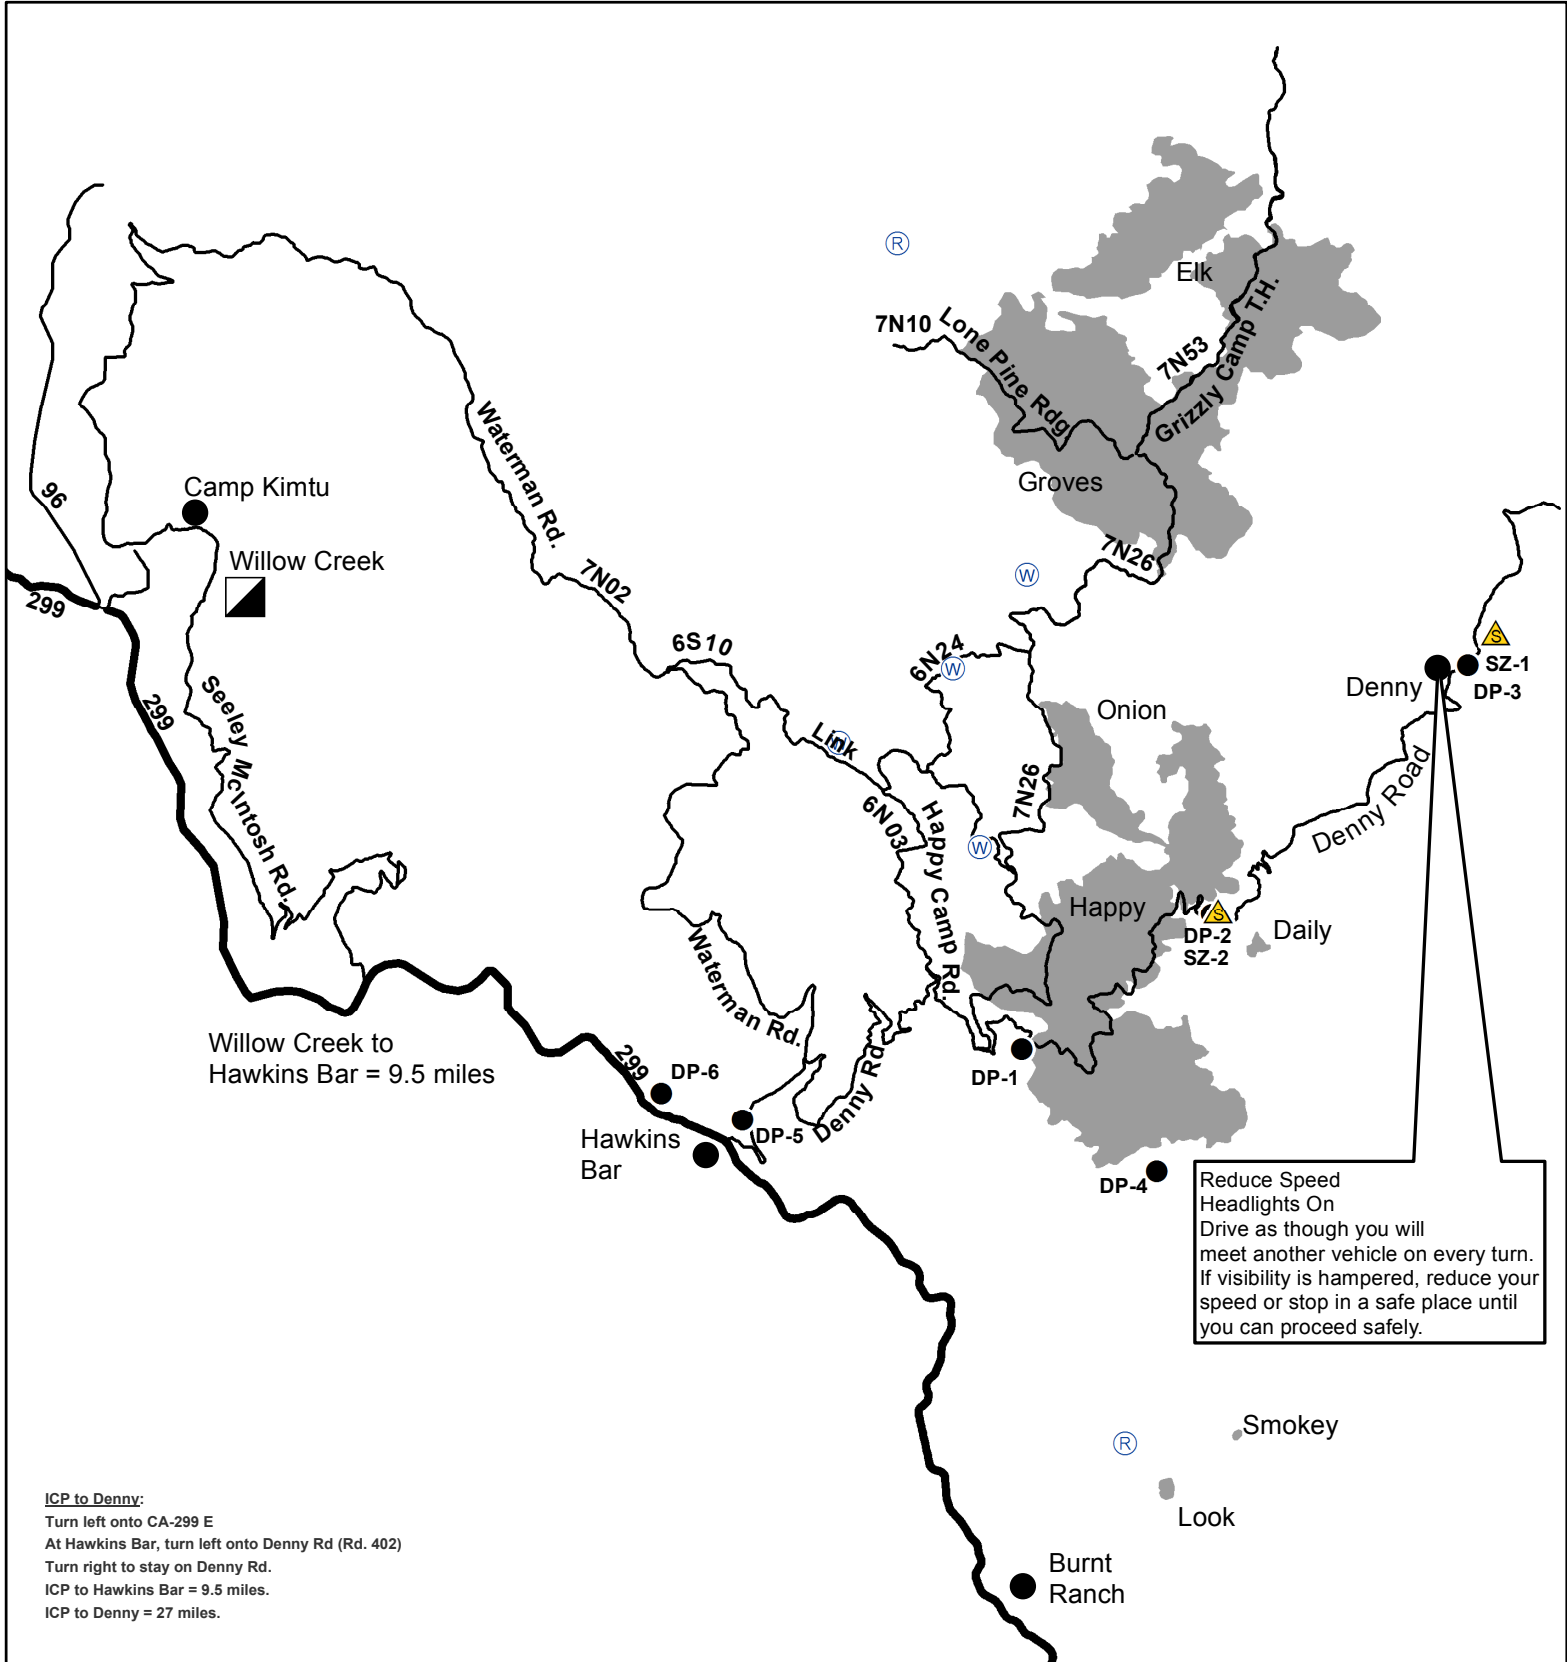 R
Elk
7N10
Lone Pine Rdg
7N53
Grizzly Camp T.H.
Waterman Rd.
96
Camp Kimtu
Groves
Willow Creek
7N26
W
7N02
299
6S10
6N24
W
S
SZ-1
Denny
DP-3
Seeley McIntosh Rd.
299
Onion
Link
W
7N26
6N03
Happy Camp Rd.
Denny Road
W
Happy
S
DP-2
SZ-2
Daily
Waterman Rd.
Willow Creek to
Hawkins Bar = 9.5 miles
299
DP-6
DP-1
Denny Rd
DP-5
Hawkins
Bar
DP-4
Reduce Speed
Headlights On
Drive as though you will
meet another vehicle on every turn.
If visibility is hampered, reduce your
speed or stop in a safe place until
you can proceed safely.
Smokey
R
Look
Burnt
Ranch
ICP to Denny:
Turn left onto CA-299 E
At Hawkins Bar, turn left onto Denny Rd (Rd. 402)
Turn right to stay on Denny Rd.
ICP to Hawkins Bar = 9.5 miles.
ICP to Denny = 27 miles.